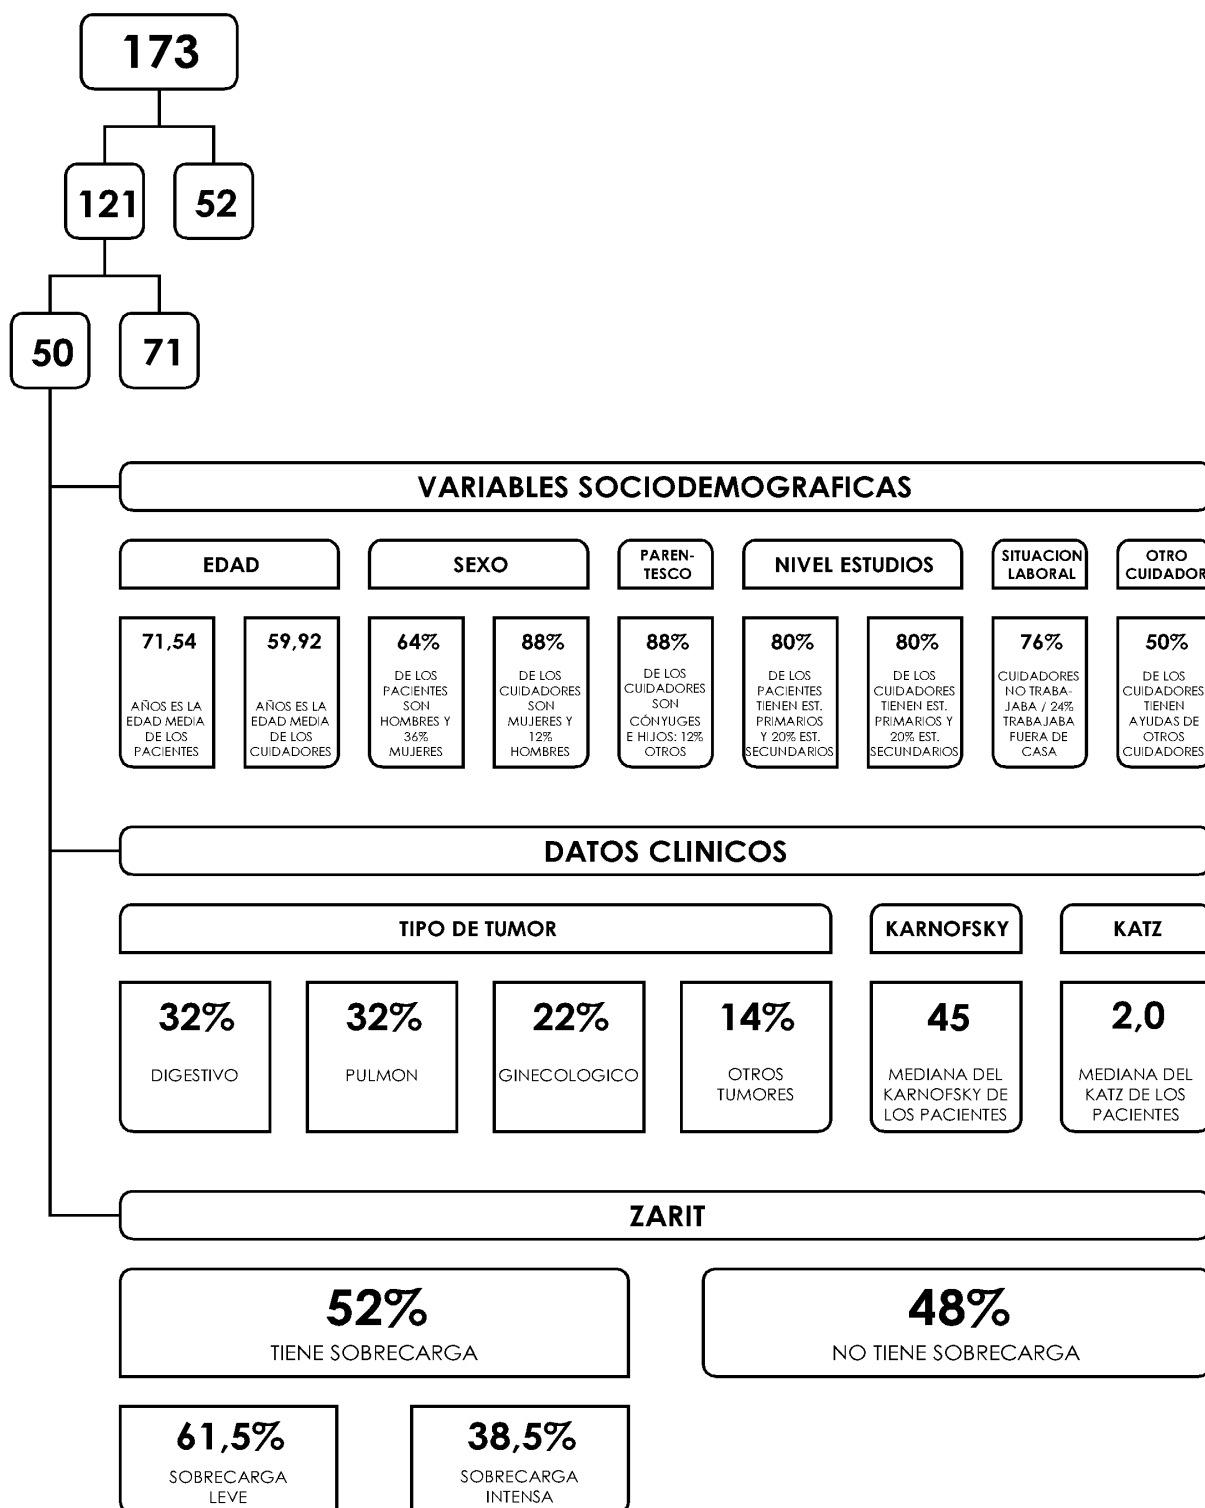 173
121
52
50
71
VARIABLES SOCIODEMOGRAFICAS
EDAD
SEXO
PAREN-
TESCO
NIVEL ESTUDIOS
SITUACION
LABORAL
OTRO
CUIDADOR
71,54
AÑOS ES LA
EDAD MEDIA
DE LOS
PACIENTES
59,92
AÑOS ES LA
EDAD MEDIA
DE LOS
CUIDADORES
64%
DE LOS
PACIENTES
SON
HOMBRES Y
36%
MUJERES
88%
DE LOS
CUIDADORES
SON
MUJERES Y
12%
HOMBRES
88%
DE LOS
CUIDADORES
SON
CÓNYUGES
E HIJOS: 12%
OTROS
80%
DE LOS
PACIENTES
TIENEN EST.
PRIMARIOS
Y 20% EST.
SECUNDARIOS
80%
DE LOS
CUIDADORES
TIENEN EST.
PRIMARIOS Y
20% EST.
SECUNDARIOS
76%
CUIDADORES
NO TRABA-
JABA / 24%
TRABAJABA
FUERA DE
CASA
50%
DE LOS
CUIDADORES
TIENEN
AYUDAS DE
OTROS
CUIDADORES
DATOS CLINICOS
TIPO DE TUMOR
KARNOFSKY
KATZ
32%
DIGESTIVO
32%
PULMON
22%
GINECOLOGICO
14%
OTROS
TUMORES
45
MEDIANA DEL
KARNOFSKY DE
LOS PACIENTES
2,0
MEDIANA DEL
KATZ DE LOS
PACIENTES
ZARIT
52%
TIENE SOBRECARGA
48%
NO TIENE SOBRECARGA
61,5%
SOBRECARGA
LEVE
38,5%
SOBRECARGA
INTENSA